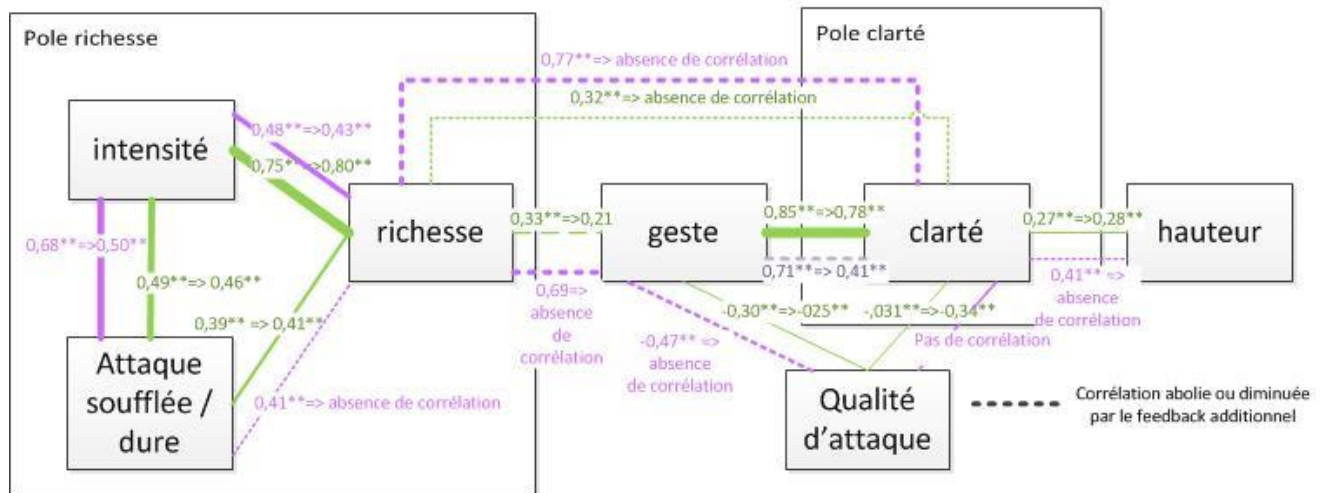 Pole richesse
Pole clarté
0,77**=> absence de corrélation
0,32**=> absence de corrélation
intensité
0,48**=>0,43**
0,75**=>0,80**
richesse
0,33**=>0,21
geste
0,85**=>0,78**
clarté
0,27**=>0,28**
hauteur
0,68**=>0,50**
0,71**=> 0,41**
0,49**=> 0,46**
0,69=>
absence
de
corrélation
-0,30**=>-025**
-,031**=>-0,34**
0,41** =>
absence
de corrélation
0,39** => 0,41**
-0,47** =>
absence
de corrélation
Pas de corrélation
Attaque
soufflée /
dure
0,41**=> absence de corrélation
Qualité
d'attaque
Corrélation abolie ou diminuée
par le feedback additionnel